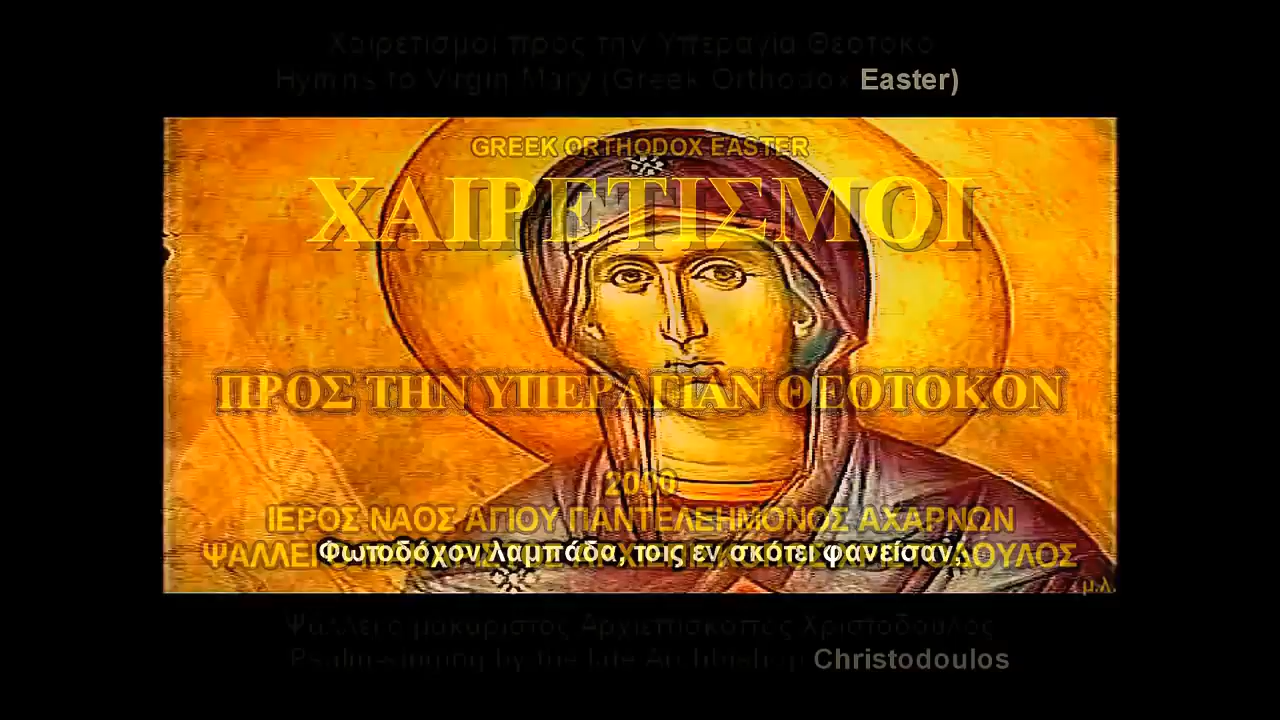 Χαιρετισμοί προς την Υπεραγία Θεοτόκο
Hymns to Virgin Mary (Greek Orthodox Easter)
GREEK ORTHODOX EASTER
ΧΑΙΡΕΤΙΣΜΟΙ
ΠΡΟΣ ΤΗΝ ΥΠΕΡΑΓΙΑΝ ΘΕΟΤΟΚΟΝ
2000
ΙΕΡΟΣ ΝΑΟΣ ΑΓΙΟΥ ΠΑΝΤΕΛΕΗΜΟΝΟΣ ΑΧΑΡΝΩΝ
Φωτοδόχον λαμπάδα, τοις εν σκότει φανείσαν,
ΨΑΛΛΕΙ
μ.λ.
Ψάλλει ο μακαριστός Αρχιεπίσκοπος Χριστόδουλος
Psalm-singing by the late Archbishop Christodoulos